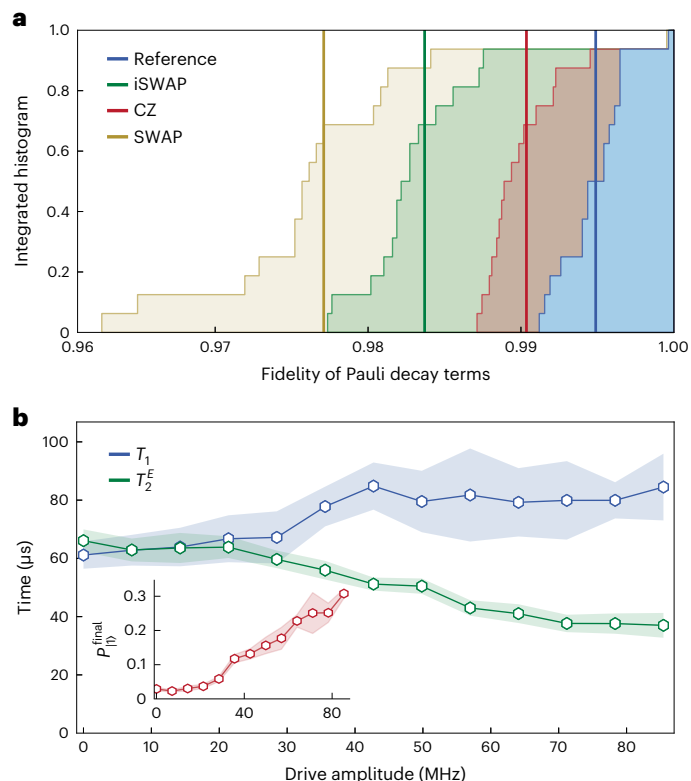 a
1.0
0.8
0.6
0.4
0.2
0
Integrated histogram
Reference
iSWAP
CZ
SWAP
0.96
0.97
0.98
0.99
1.00
Fidelity of Pauli decay terms
b
100
80
60
40
20
0
Time (µs)
T₁
T₂ᴱ
0.3
0.2
0.1
0
P|1⟩^final
0
40
80
0
10
20
30
40
50
60
70
80
Drive amplitude (MHz)